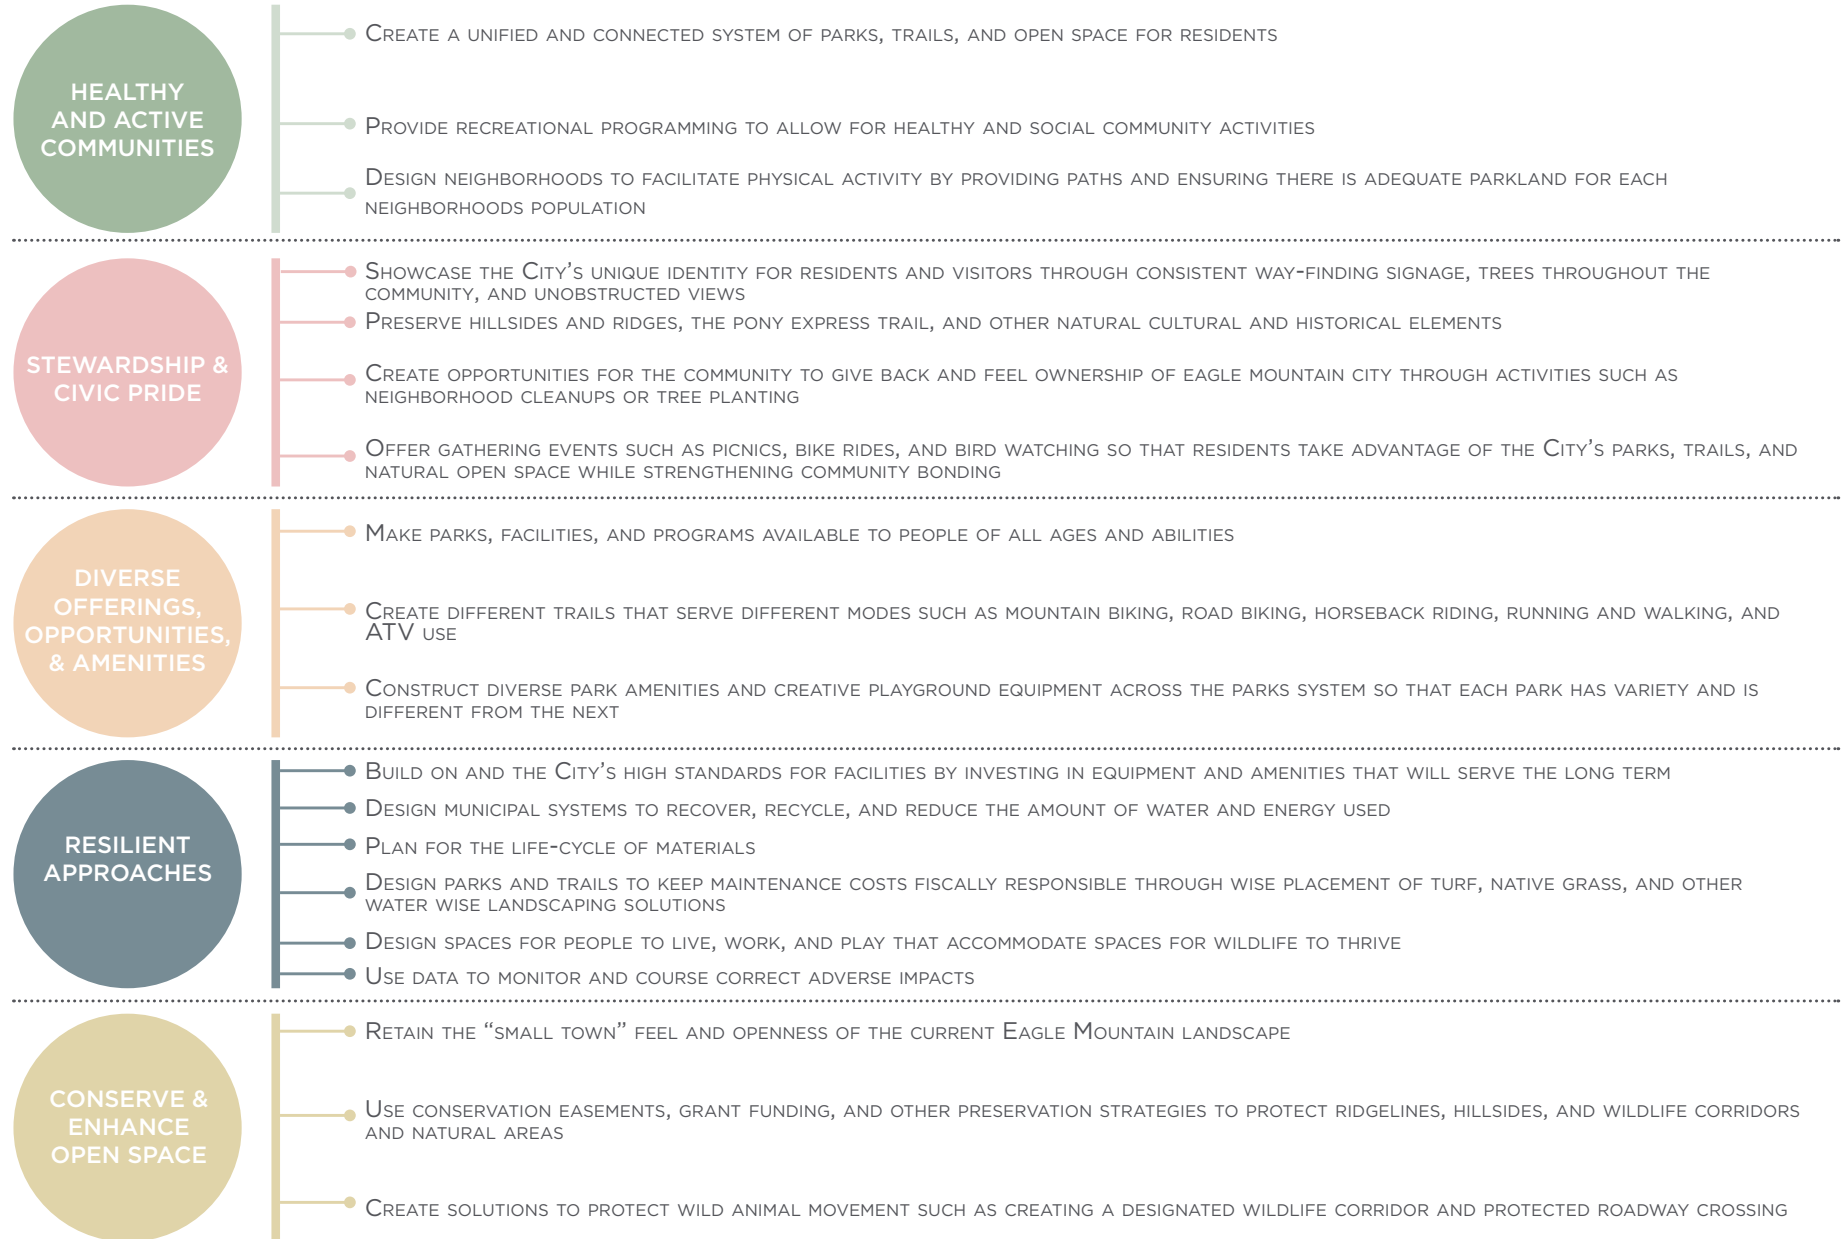 HEALTHY
AND ACTIVE
COMMUNITIES
Create a unified and connected system of parks, trails, and open space for residents
Provide recreational programming to allow for healthy and social community activities
Design neighborhoods to facilitate physical activity by providing paths and ensuring there is adequate parkland for each
neighborhoods population
STEWARDSHIP &
CIVIC PRIDE
Showcase the City's unique identity for residents and visitors through consistent way-finding signage, trees throughout the
community, and unobstructed views
Preserve hillsides and ridges, the pony express trail, and other natural cultural and historical elements
Create opportunities for the community to give back and feel ownership of eagle mountain city through activities such as
neighborhood cleanups or tree planting
Offer gathering events such as picnics, bike rides, and bird watching so that residents take advantage of the City's parks, trails, and
natural open space while strengthening community bonding
DIVERSE
OFFERINGS,
OPPORTUNITIES,
& AMENITIES
Make parks, facilities, and programs available to people of all ages and abilities
Create different trails that serve different modes such as mountain biking, road biking, horseback riding, running and walking, and
ATV use
Construct diverse park amenities and creative playground equipment across the parks system so that each park has variety and is
different from the next
RESILIENT
APPROACHES
Build on and the City's high standards for facilities by investing in equipment and amenities that will serve the long term
Design municipal systems to recover, recycle, and reduce the amount of water and energy used
Plan for the life-cycle of materials
Design parks and trails to keep maintenance costs fiscally responsible through wise placement of turf, native grass, and other
water wise landscaping solutions
Design spaces for people to live, work, and play that accommodate spaces for wildlife to thrive
Use data to monitor and course correct adverse impacts
CONSERVE &
ENHANCE
OPEN SPACE
Retain the "small town" feel and openness of the current Eagle Mountain landscape
Use conservation easements, grant funding, and other preservation strategies to protect ridgelines, hillsides, and wildlife corridors
and natural areas
Create solutions to protect wild animal movement such as creating a designated wildlife corridor and protected roadway crossing